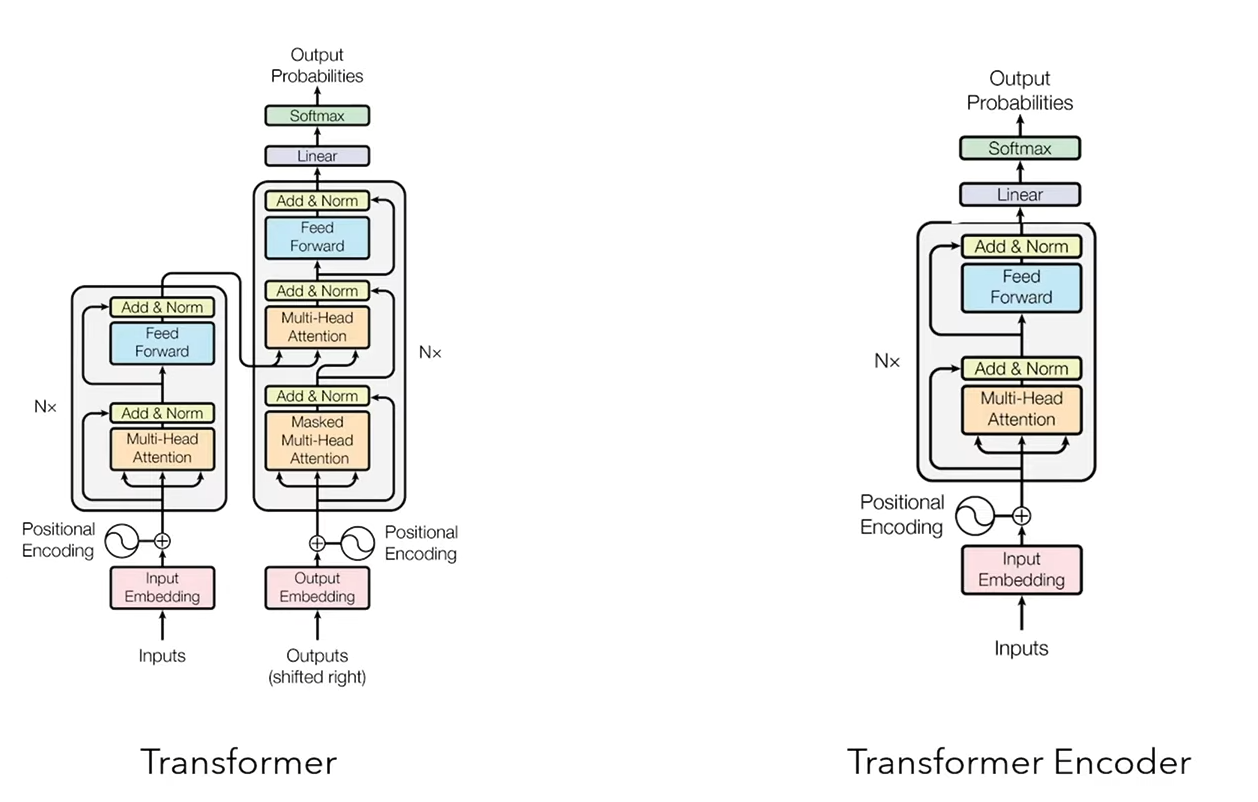 Output
Probabilities
Softmax
Linear
Add & Norm
Feed
Forward
Add & Norm
Multi-Head
Attention
Nx
Add & Norm
Masked
Multi-Head
Attention
Positional
Encoding
Output
Embedding
Outputs
(shifted right)
Add & Norm
Feed
Forward
Nx
Add & Norm
Multi-Head
Attention
Positional
Encoding
Input
Embedding
Inputs
Transformer
Output
Probabilities
Softmax
Linear
Add & Norm
Feed
Forward
Nx
Add & Norm
Multi-Head
Attention
Positional
Encoding
Input
Embedding
Inputs
Transformer Encoder